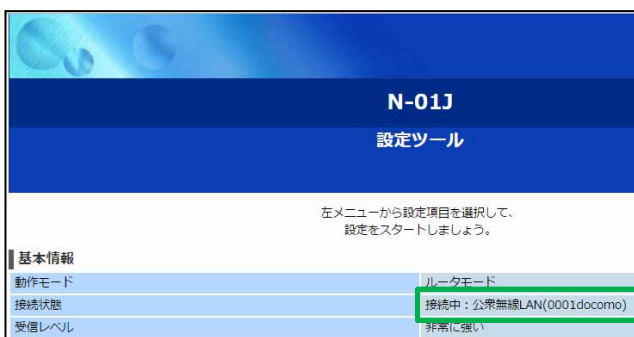 N-01J
設定ツール
左メニューから設定項目を選択して、
設定をスタートしましょう。
基本情報
動作モード ルータモード
接続状態 接続中：公衆無線LAN(0001docomo)
受信レベル 非常に強い